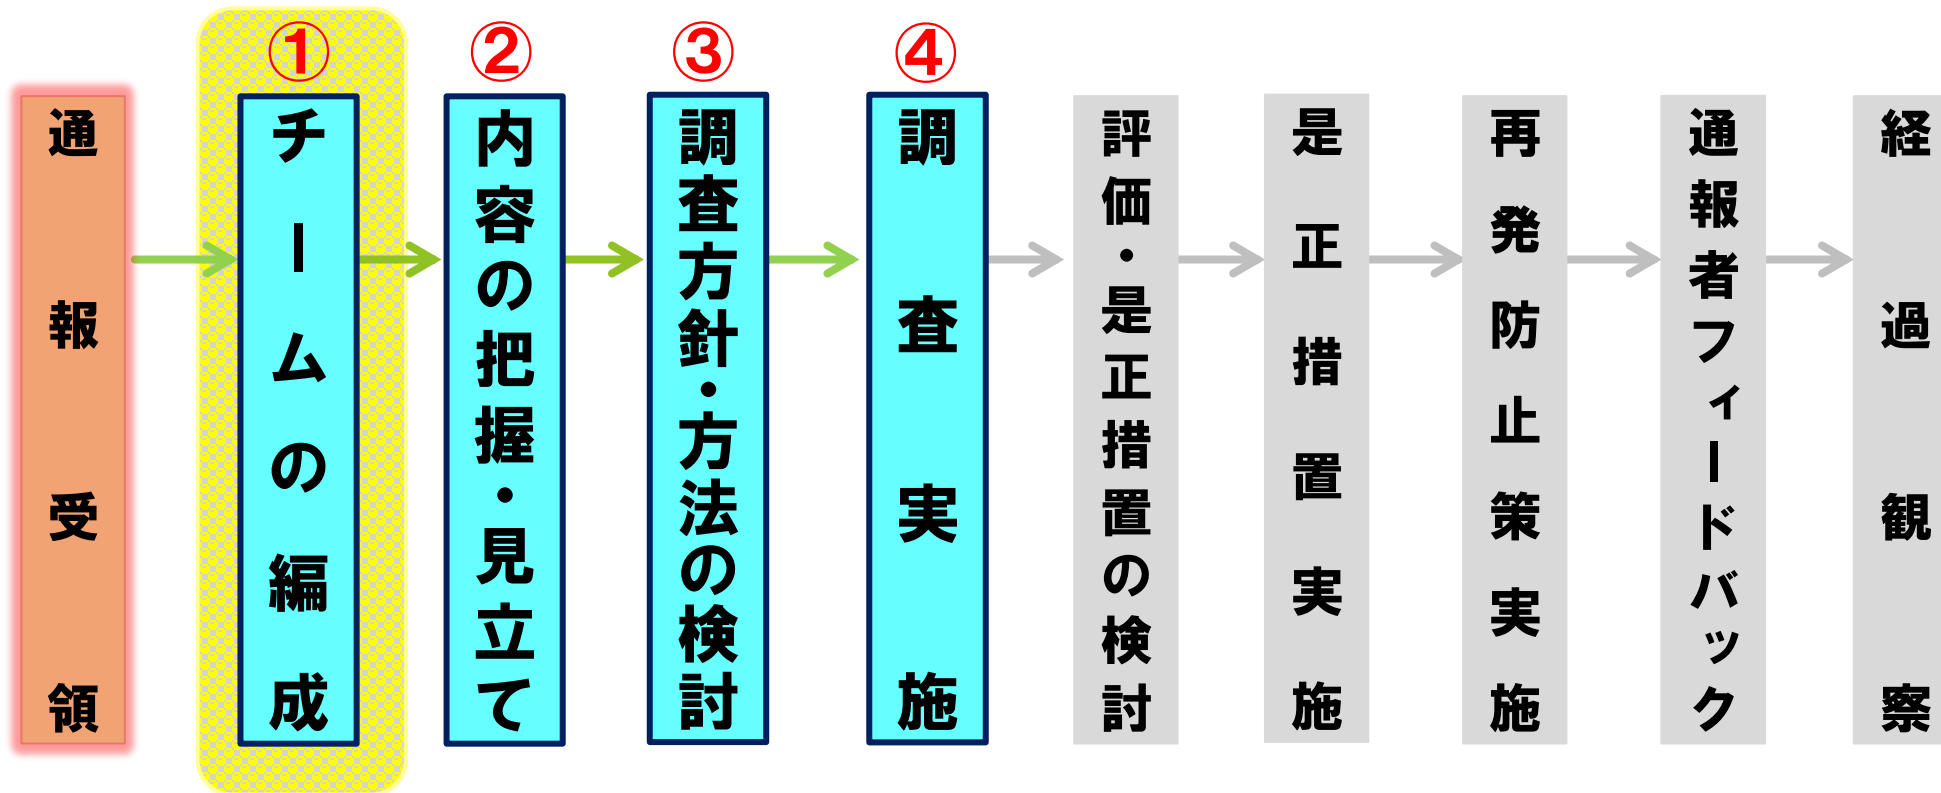 通報受領
①
チームの編成
②
内容の把握・見立て
③
調査方針・方法の検討
④
調査実施
評価・是正措置の検討
是正措置実施
再発防止策実施
通報者フィードバック
経過観察